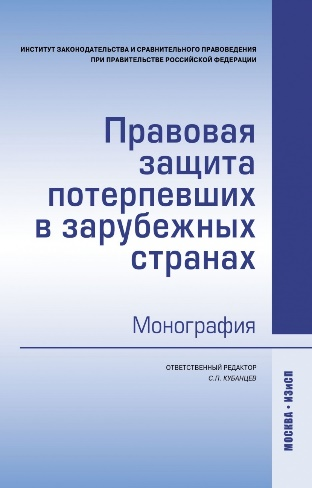 ИНСТИТУТ ЗАКОНОДАТЕЛЬСТВА И СРАВНИТЕЛЬНОГО ПРАВОВЕДЕНИЯ
ПРИ ПРАВИТЕЛЬСТВЕ РОССИЙСКОЙ ФЕДЕРАЦИИ
Правовая
защита
потерпевших
в зарубежных
странах
Монография
ОТВЕТСТВЕННЫЙ РЕДАКТОР
С.П. КУБАНЦЕВ
МОСКВА • ИЗиСП